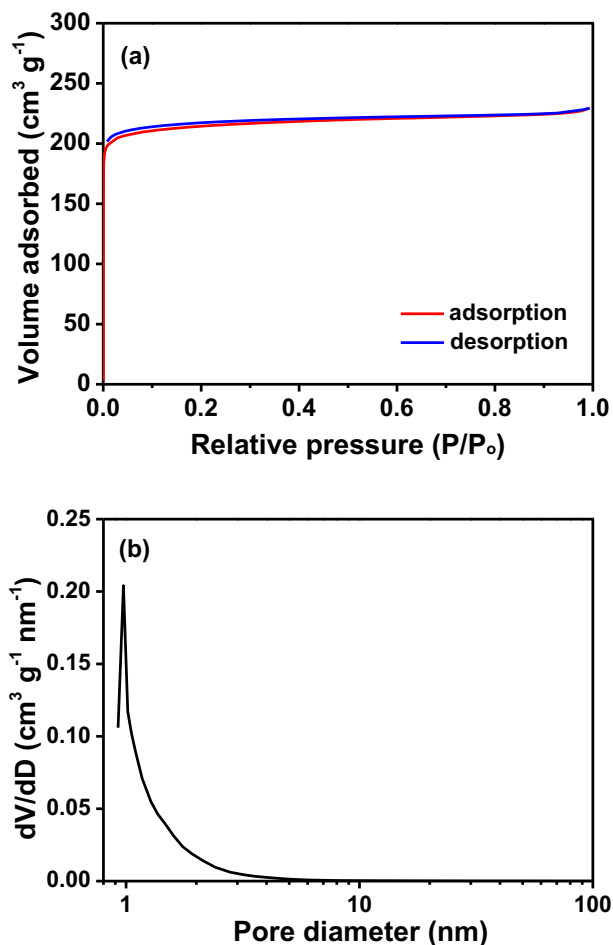 (a)
300
250
200
150
100
50
0
Volume adsorbed (cm³ g⁻¹)
adsorption
desorption
0.0 0.2 0.4 0.6 0.8 1.0
Relative pressure (P/Pₒ)
(b)
0.25
0.20
0.15
0.10
0.05
0.00
dV/dD (cm³ g⁻¹ nm⁻¹)
1 10 100
Pore diameter (nm)